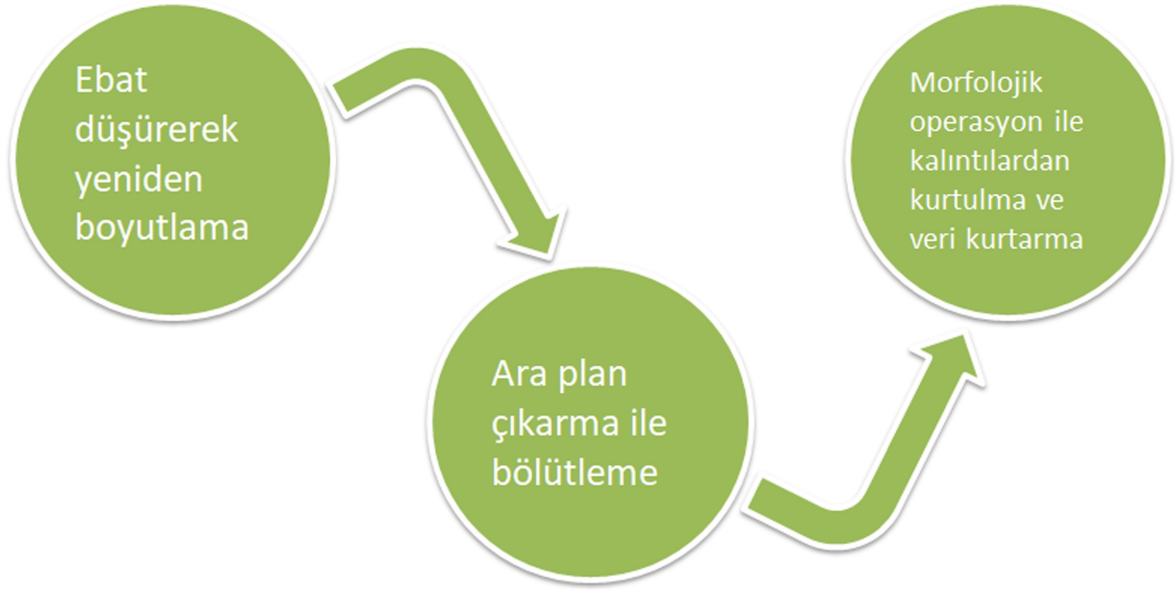 Ebat
düşürerek
yeniden
boyutlama
Ara plan
çıkarma ile
bölütleme
Morfolojik
operasyon ile
kalıntılardan
kurtulma ve
veri kurtarma